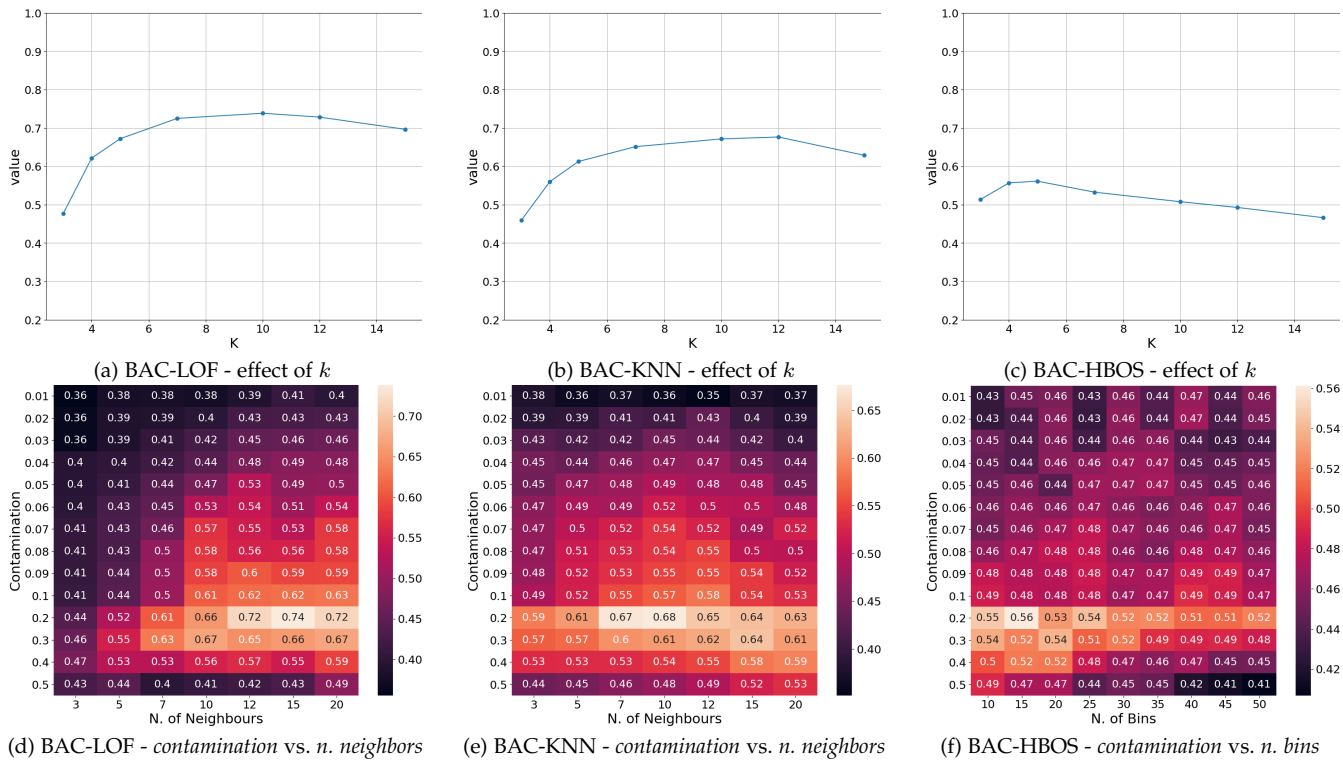 1.0
0.9
0.8
0.7
0.6
0.5
0.4
0.3
0.2
value
4 6 8 10 12 14
K
(a) BAC-LOF - effect of k
1.0
0.9
0.8
0.7
0.6
0.5
0.4
0.3
0.2
value
4 6 8 10 12 14
K
(b) BAC-KNN - effect of k
1.0
0.9
0.8
0.7
0.6
0.5
0.4
0.3
0.2
value
4 6 8 10 12 14
K
(c) BAC-HBOS - effect of k
Contamination
0.01 0.36 0.38 0.38 0.38 0.39 0.41 0.4
0.02 0.36 0.39 0.39 0.4 0.43 0.43 0.43
0.03 0.36 0.39 0.41 0.42 0.45 0.46 0.46
0.04 0.4 0.4 0.42 0.44 0.48 0.49 0.48
0.05 0.4 0.41 0.44 0.47 0.53 0.49 0.5
0.06 0.4 0.43 0.45 0.53 0.54 0.51 0.54
0.07 0.41 0.43 0.46 0.57 0.55 0.53 0.58
0.08 0.41 0.43 0.5 0.58 0.56 0.56 0.58
0.09 0.41 0.44 0.5 0.58 0.6 0.59 0.59
0.1 0.41 0.44 0.5 0.61 0.62 0.62 0.63
0.2 0.44 0.52 0.61 0.66 0.72 0.74 0.72
0.3 0.46 0.55 0.63 0.67 0.65 0.66 0.67
0.4 0.47 0.53 0.53 0.56 0.57 0.55 0.59
0.5 0.43 0.44 0.4 0.41 0.42 0.43 0.49
3 5 7 10 12 15 20
N. of Neighbours
0.70
0.65
0.60
0.55
0.50
0.45
0.40
(d) BAC-LOF - contamination vs. n. neighbors
Contamination
0.01 0.38 0.36 0.37 0.36 0.35 0.37 0.37
0.02 0.39 0.39 0.41 0.41 0.43 0.4 0.39
0.03 0.43 0.42 0.42 0.45 0.44 0.42 0.4
0.04 0.45 0.44 0.46 0.47 0.47 0.45 0.44
0.05 0.45 0.47 0.48 0.49 0.48 0.48 0.45
0.06 0.47 0.49 0.49 0.52 0.5 0.5 0.48
0.07 0.47 0.5 0.52 0.54 0.52 0.49 0.52
0.08 0.47 0.51 0.53 0.54 0.55 0.5 0.5
0.09 0.48 0.52 0.53 0.55 0.55 0.54 0.52
0.1 0.49 0.52 0.55 0.57 0.58 0.54 0.53
0.2 0.59 0.61 0.67 0.68 0.65 0.64 0.63
0.3 0.57 0.57 0.6 0.61 0.62 0.64 0.61
0.4 0.53 0.53 0.53 0.54 0.55 0.58 0.59
0.5 0.44 0.45 0.46 0.48 0.49 0.52 0.53
3 5 7 10 12 15 20
N. of Neighbours
0.65
0.60
0.55
0.50
0.45
0.40
(e) BAC-KNN - contamination vs. n. neighbors
Contamination
0.01 0.43 0.45 0.46 0.43 0.46 0.44 0.47 0.44 0.46
0.02 0.43 0.44 0.46 0.43 0.46 0.44 0.47 0.44 0.45
0.03 0.45 0.44 0.46 0.44 0.46 0.46 0.44 0.43 0.44
0.04 0.45 0.44 0.46 0.46 0.47 0.47 0.45 0.45 0.45
0.05 0.45 0.46 0.44 0.46 0.47 0.47 0.45 0.45 0.46
0.06 0.46 0.46 0.47 0.47 0.46 0.46 0.46 0.47 0.46
0.07 0.45 0.46 0.47 0.48 0.46 0.46 0.46 0.47 0.45
0.08 0.46 0.47 0.48 0.48 0.46 0.46 0.48 0.47 0.46
0.09 0.48 0.48 0.48 0.48 0.47 0.47 0.49 0.49 0.47
0.1 0.49 0.48 0.48 0.48 0.47 0.47 0.49 0.49 0.47
0.2 0.55 0.56 0.53 0.54 0.52 0.52 0.51 0.51 0.52
0.3 0.54 0.52 0.54 0.51 0.52 0.49 0.49 0.49 0.48
0.4 0.5 0.52 0.52 0.48 0.47 0.46 0.47 0.45 0.45
0.5 0.49 0.47 0.47 0.44 0.45 0.44 0.42 0.41 0.41
10 15 20 25 30 35 40 45 50
N. of Bins
0.56
0.54
0.52
0.50
0.48
0.46
0.44
0.42
(f) BAC-HBOS - contamination vs. n. bins